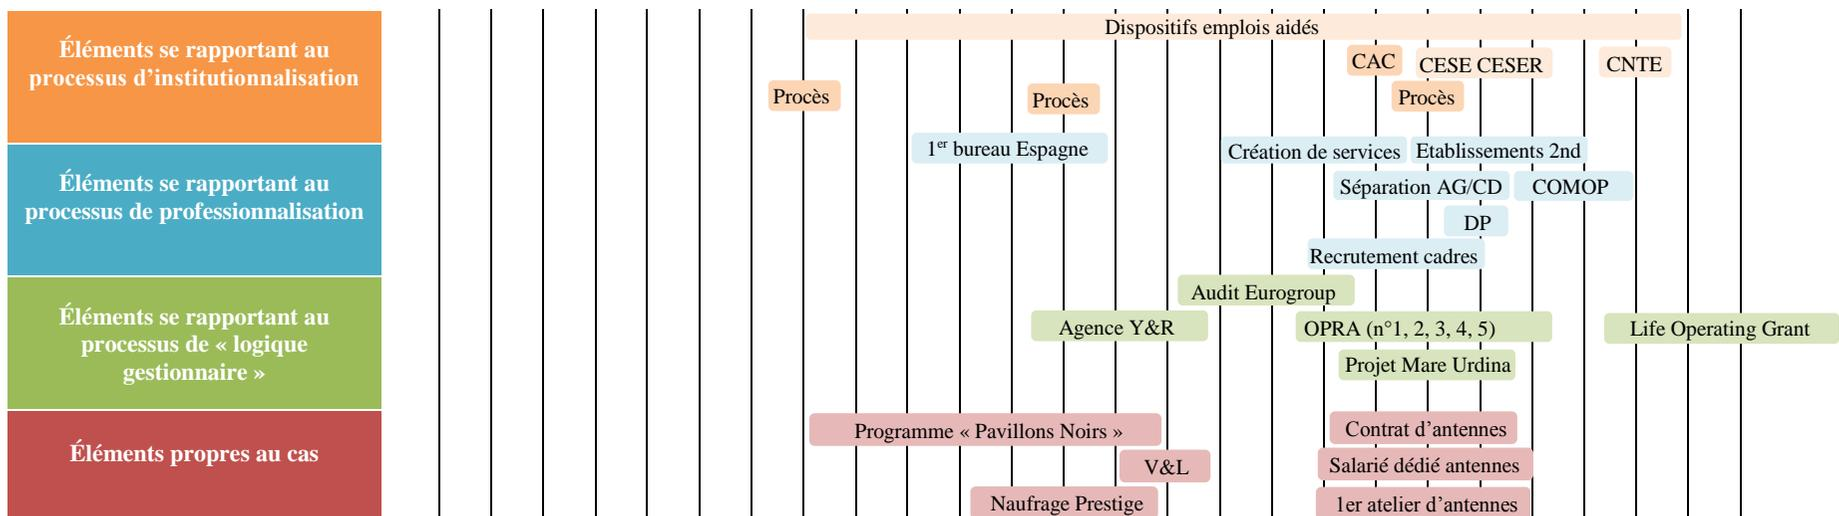 Éléments se rapportant au
processus d’institutionnalisation
Dispositifs emplois aidés
CAC
CESE CESER
CNTE
Procès
Procès
Procès
Éléments se rapportant au
processus de professionnalisation
1er bureau Espagne
Création de services
Etablissements 2nd
Séparation AG/CD
COMOP
DP
Recrutement cadres
Éléments se rapportant au
processus de « logique
gestionnaire »
Audit Eurogroup
Agence Y&R
OPRA (n°1, 2, 3, 4, 5)
Life Operating Grant
Projet Mare Urdina
Éléments propres au cas
Programme « Pavillons Noirs »
Contrat d’antennes
V&L
Salarié dédié antennes
Naufrage Prestige
1er atelier d’antennes